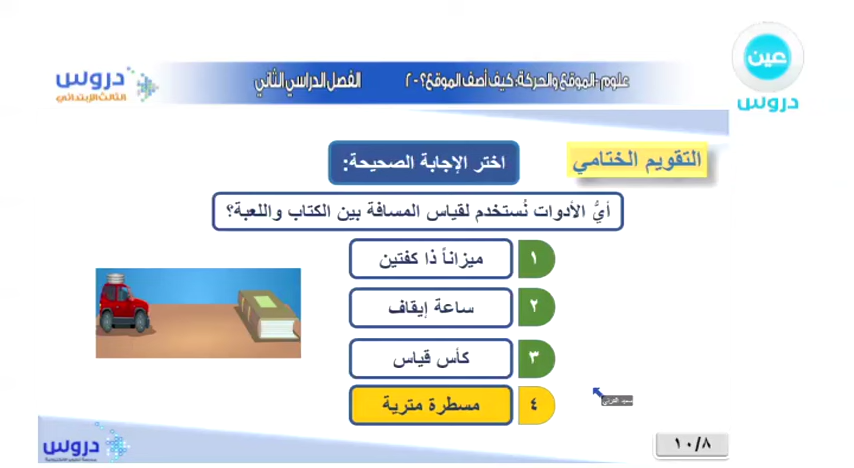 عين
دروس
علوم :الموقع والحركة: كيف أصف الموقع؟ - ٢
الفصل الدراسي الثاني
دروس
الثالث الإبتدائي
التقويم الختامي
اختر الإجابة الصحيحة:
أيُّ الأدوات تُستخدم لقياس المسافة بين الكتاب واللعبة؟
١ ميزاناً ذا كفتين
٢ ساعة إيقاف
٣ كأس قياس
٤ مسطرة مترية
دروس
١٠/٨